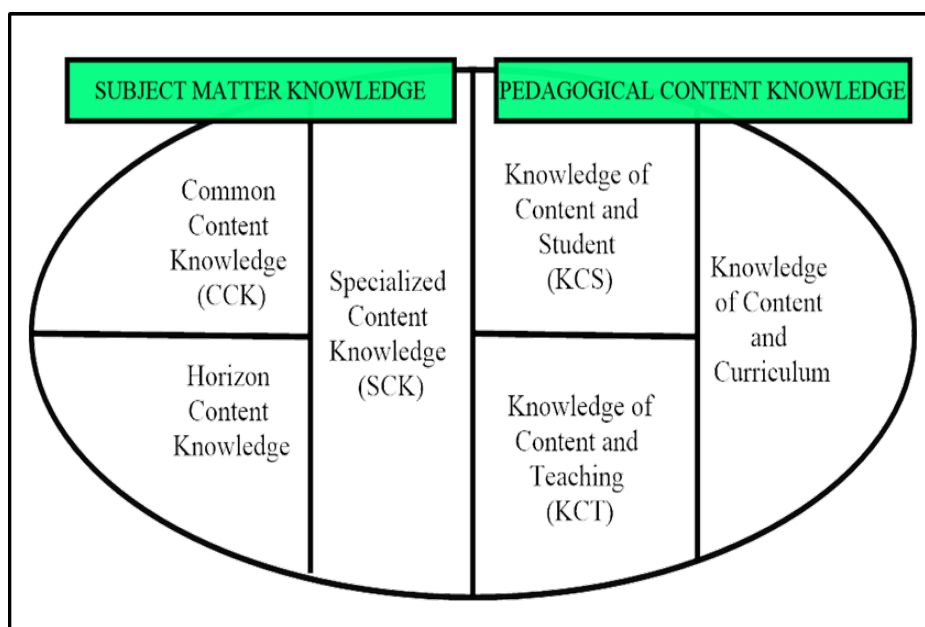 SUBJECT MATTER KNOWLEDGE
PEDAGOGICAL CONTENT KNOWLEDGE
Common
Content
Knowledge
(CCK)
Horizon
Content
Knowledge
Specialized
Content
Knowledge
(SCK)
Knowledge of
Content and
Student
(KCS)
Knowledge of
Content and
Teaching
(KCT)
Knowledge
of Content
and
Curriculum